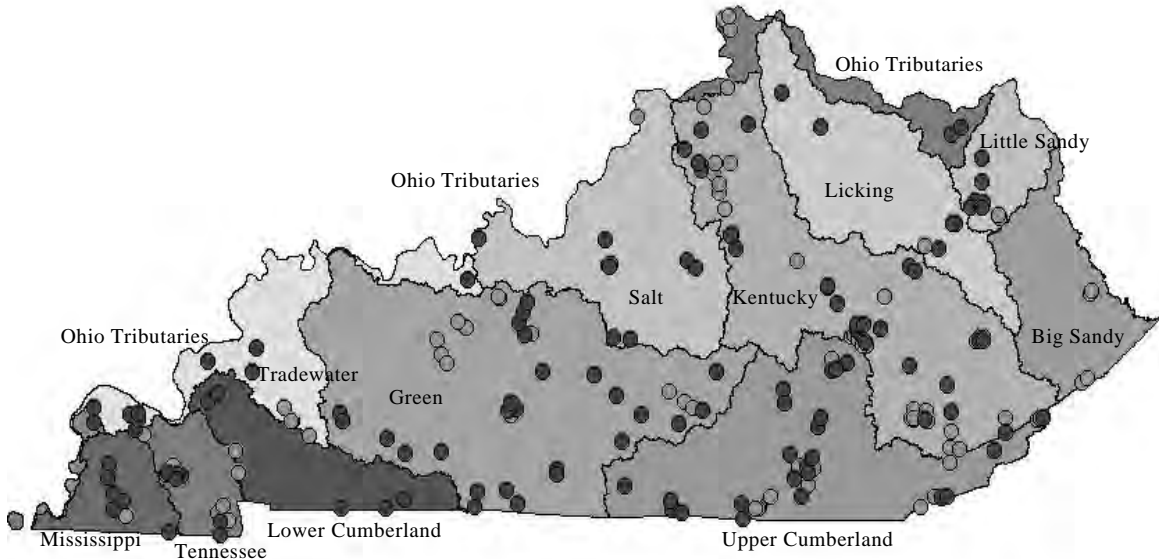 Ohio Tributaries
Little Sandy
Ohio Tributaries
Licking
Salt
Kentucky
Ohio Tributaries
Big Sandy
Tradewater
Green
Mississippi
Tennessee
Lower Cumberland
Upper Cumberland